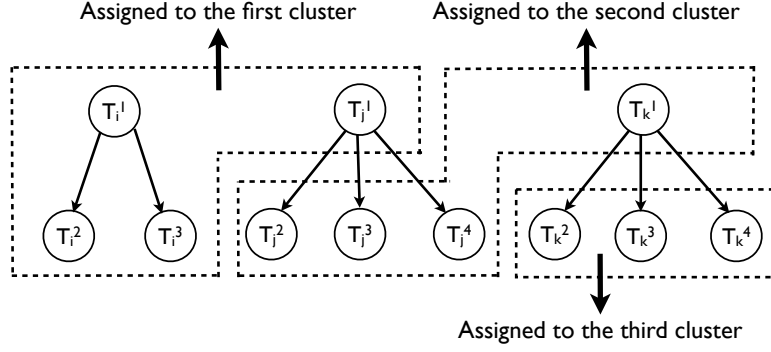 Assigned to the first cluster Assigned to the second cluster
Tᵢ¹ Tⱼ¹ Tₖ¹
Tᵢ² Tᵢ³ Tⱼ² Tⱼ³ Tⱼ⁴ Tₖ² Tₖ³ Tₖ⁴
Assigned to the third cluster